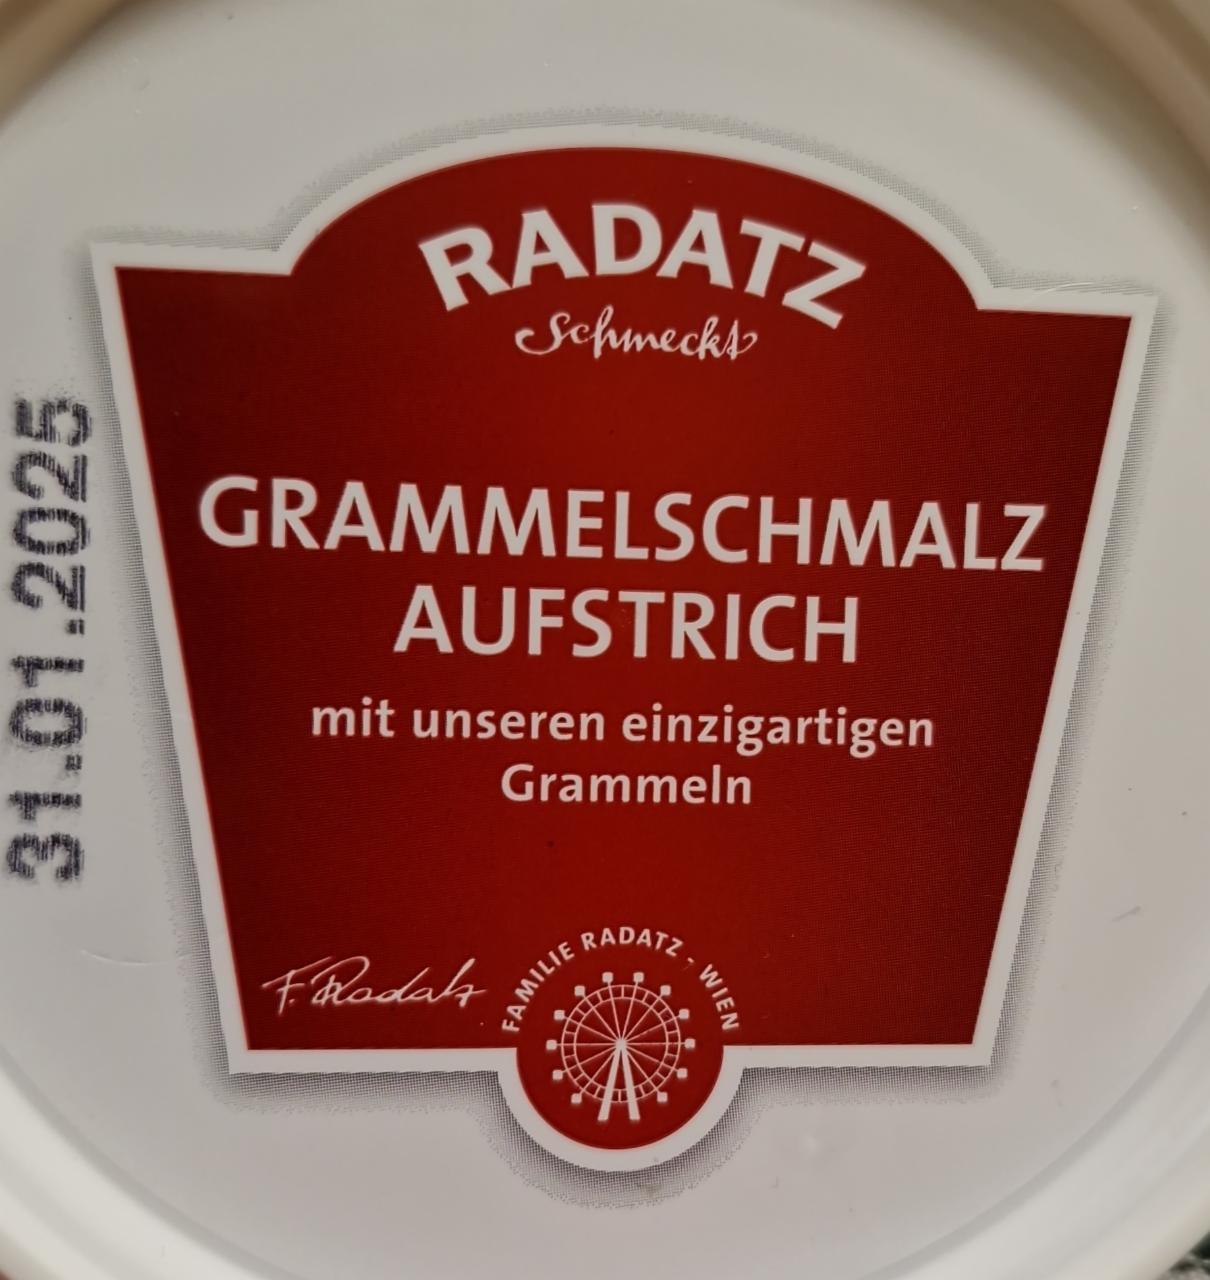 RADATZ
Schmeckt
GRAMMELSCHMALZ
AUFSTRICH
mit unseren einzigartigen
Grammeln
F. Radatz
FAMILIE RADATZ - WIEN
31.01.2025